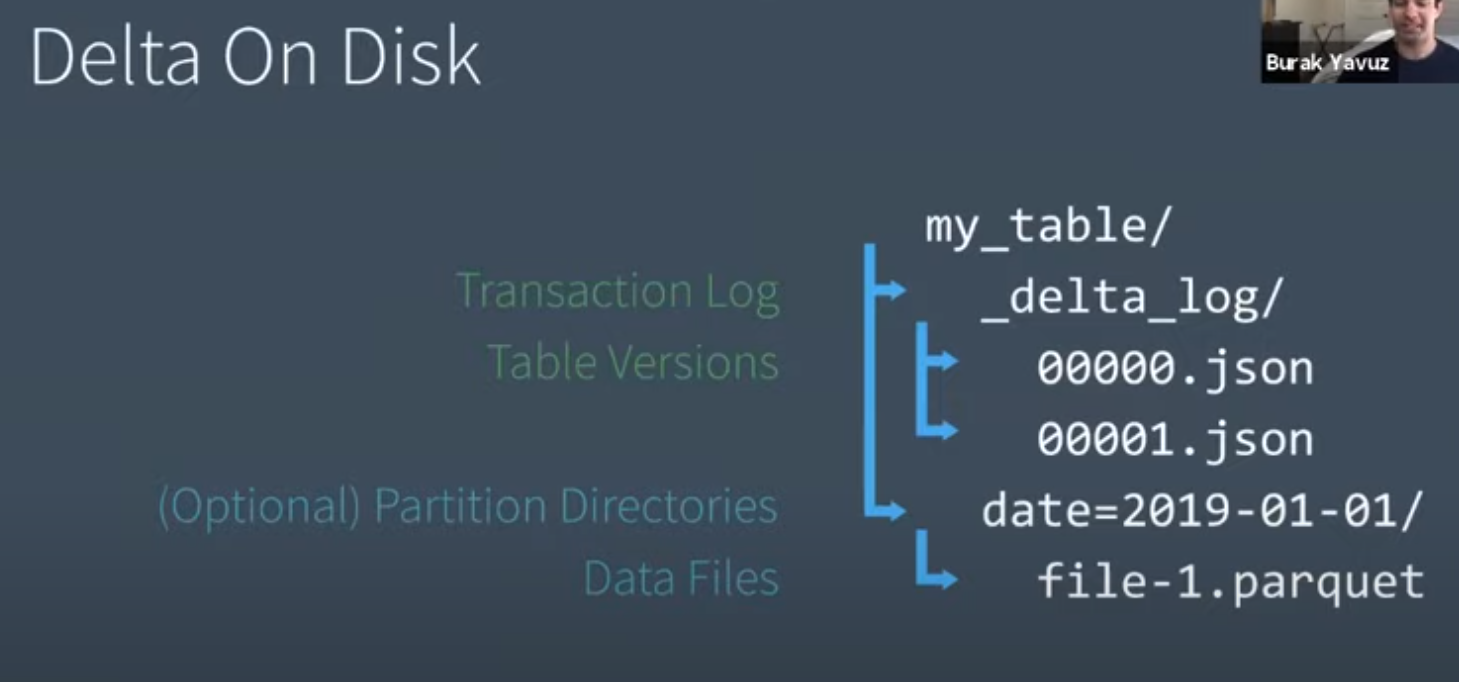 Delta On Disk
Burak Yavuz
my_table/
Transaction Log
_delta_log/
Table Versions
00000.json
00001.json
(Optional) Partition Directories
date=2019-01-01/
Data Files
file-1.parquet